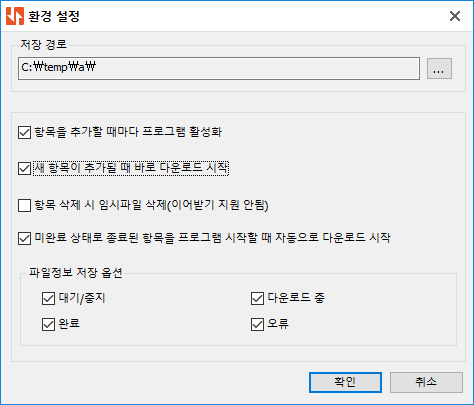 환경 설정
저장 경로
C:₩temp₩a₩
...
항목을 추가할 때마다 프로그램 활성화
새 항목이 추가될 때 바로 다운로드 시작
항목 삭제 시 임시파일 삭제(이어받기 지원 안됨)
미완료 상태로 종료된 항목을 프로그램 시작할 때 자동으로 다운로드 시작
파일정보 저장 옵션
대기/중지 다운로드 중
완료 오류
확인 취소